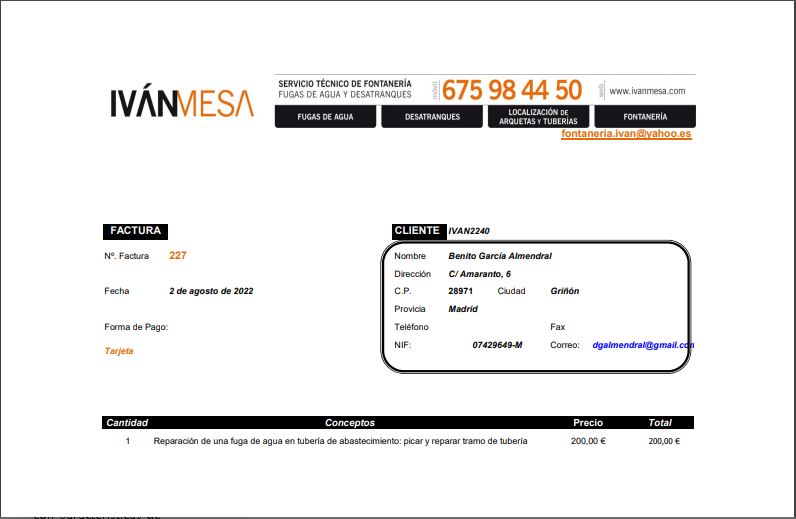 IVÁNMESA
SERVICIO TÉCNICO DE FONTANERÍA
FUGAS DE AGUA Y DESATRANQUES
móvil 675 98 44 50
web www.ivanmesa.com
FUGAS DE AGUA DESATRANQUES LOCALIZACIÓN DE ARQUETAS Y TUBERÍAS FONTANERÍA
fontaneria.ivan@yahoo.es
FACTURA
Nº. Factura 227
Fecha 2 de agosto de 2022
Forma de Pago:
Tarjeta
CLIENTE IVAN2240
Nombre Benito García Almendral
Dirección C/ Amaranto, 6
C.P. 28971 Ciudad Griñón
Provicia Madrid
Teléfono Fax
NIF: 07429649-M Correo: dgalmendral@gmail.com
Cantidad Conceptos Precio Total
1 Reparación de una fuga de agua en tubería de abastecimiento: picar y reparar tramo de tubería 200,00 € 200,00 €